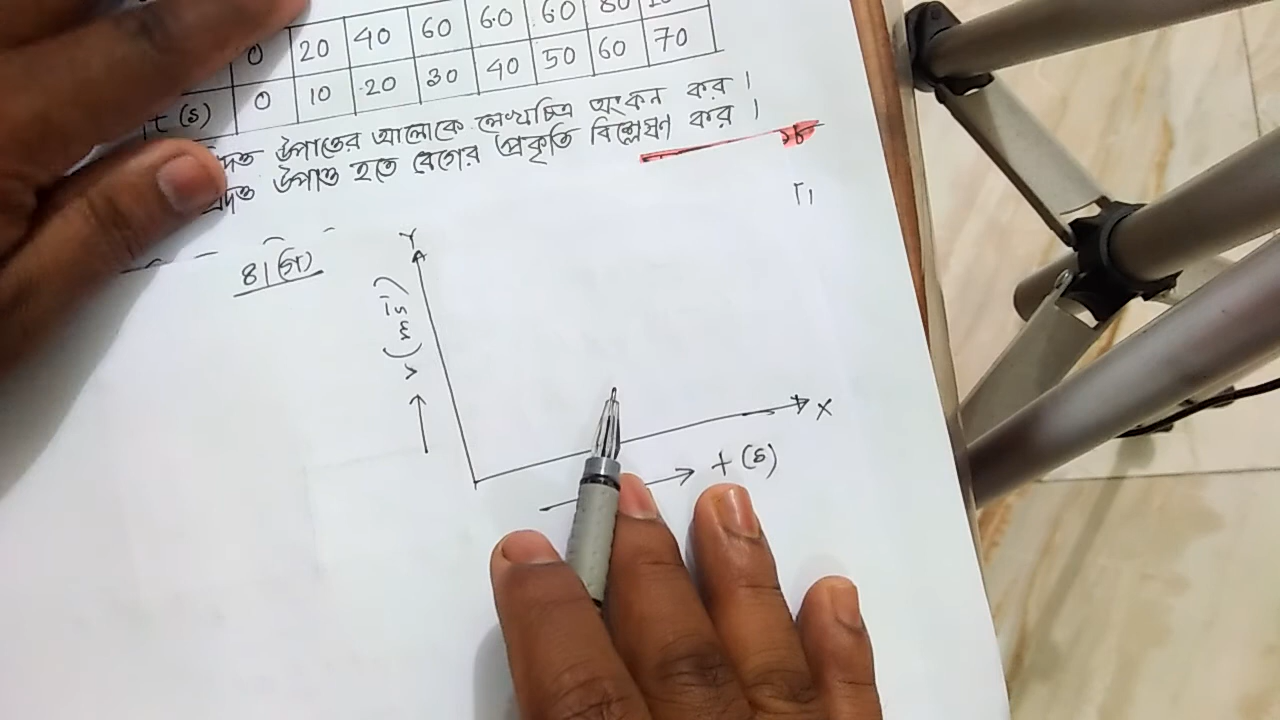 0 20 40 60 60 60 80
t (s) 0 10 20 30 40 50 60 70
উপাত্তের আলোকে লেখচিত্র অংকন কর।
উপাত্ত হতে বেগের প্রকৃতি বিশ্লেষণ কর।
৪।(গ)
Y
v (ms⁻¹)
X
t (s)